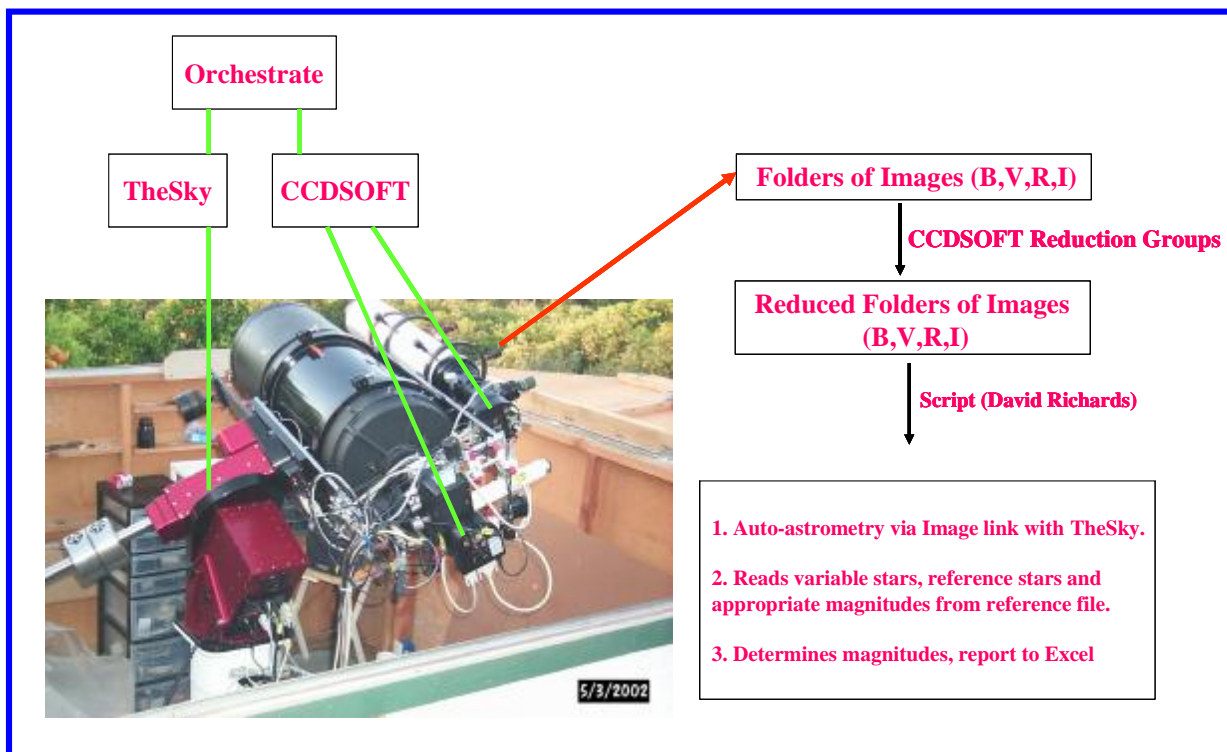 Orchestrate
TheSky
CCDSOFT
Folders of Images (B,V,R,I)
CCDSOFT Reduction Groups
Reduced Folders of Images
(B,V,R,I)
Script (David Richards)
1. Auto-astrometry via Image link with TheSky.
2. Reads variable stars, reference stars and
appropriate magnitudes from reference file.
3. Determines magnitudes, report to Excel
5/3/2002